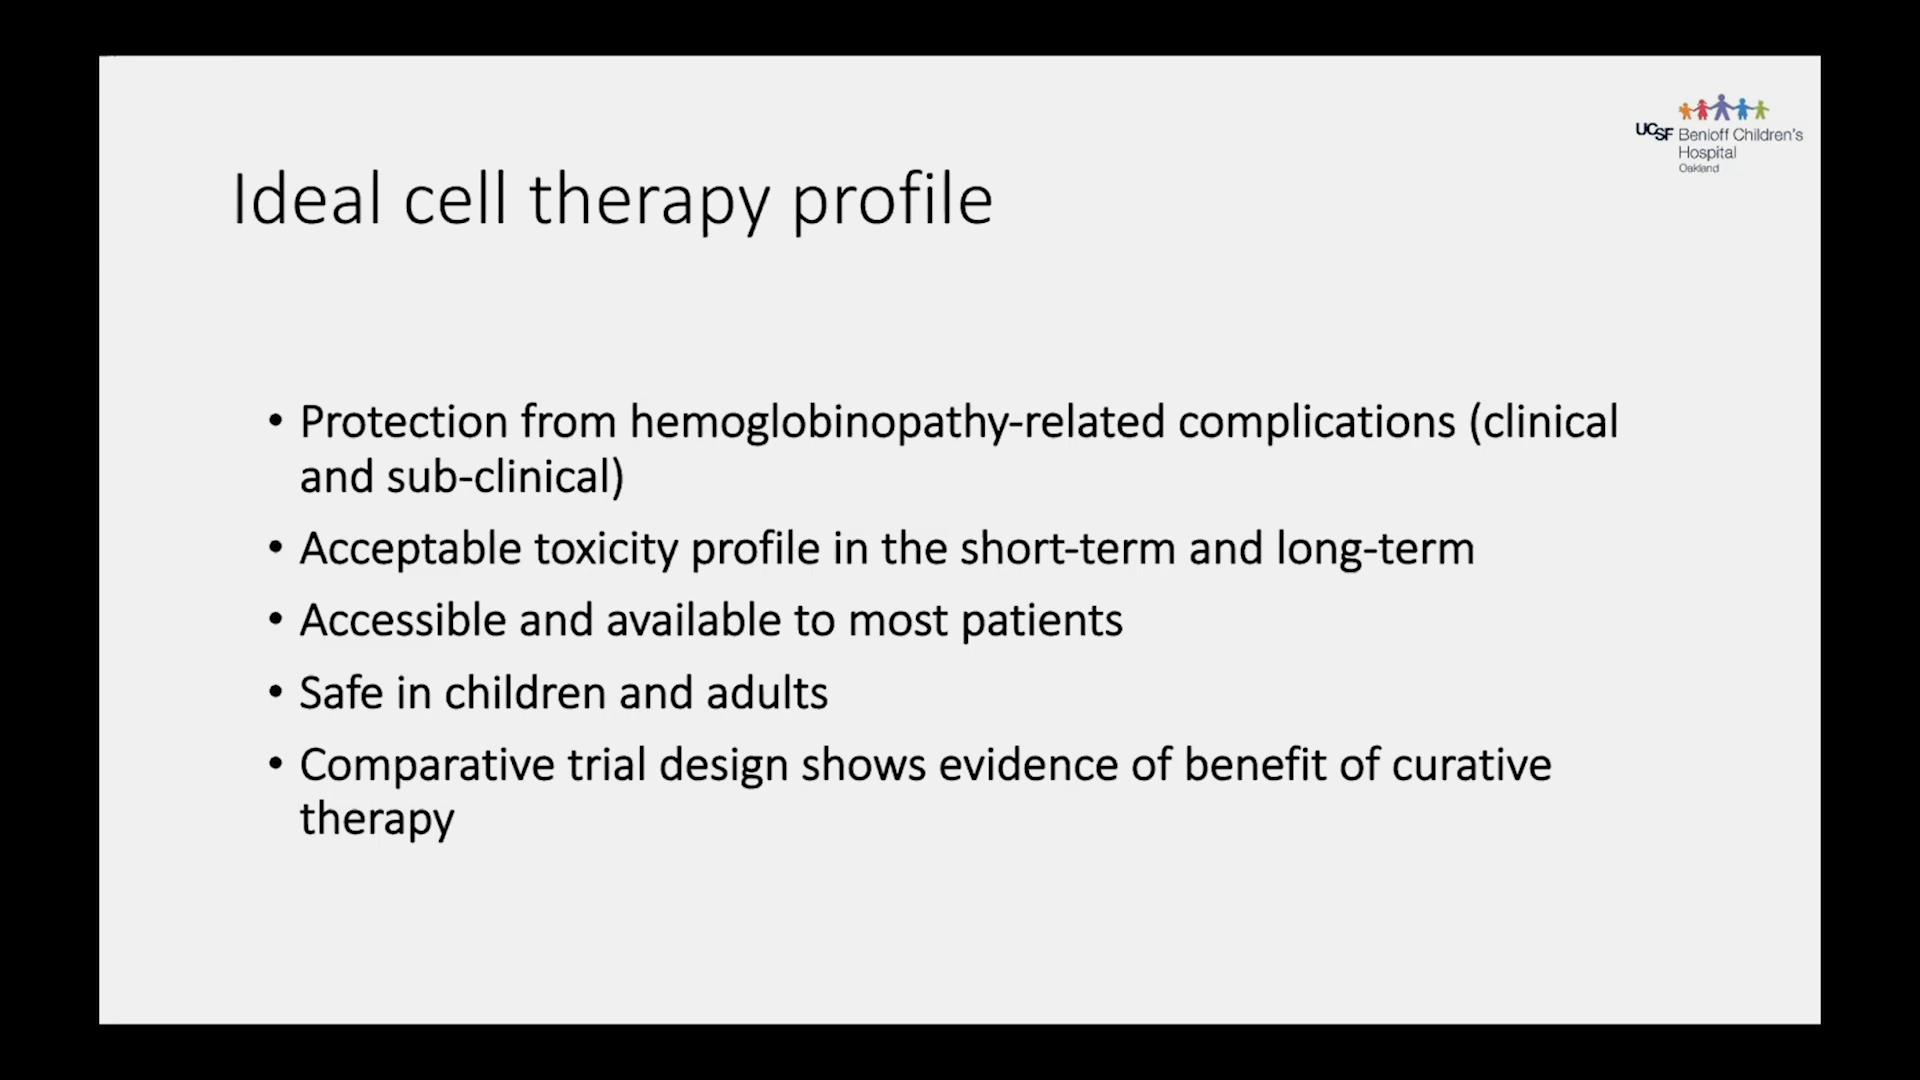 UCSF Benioff Children's
Hospital
Oakland
Ideal cell therapy profile
• Protection from hemoglobinopathy-related complications (clinical
and sub-clinical)
• Acceptable toxicity profile in the short-term and long-term
• Accessible and available to most patients
• Safe in children and adults
• Comparative trial design shows evidence of benefit of curative
therapy